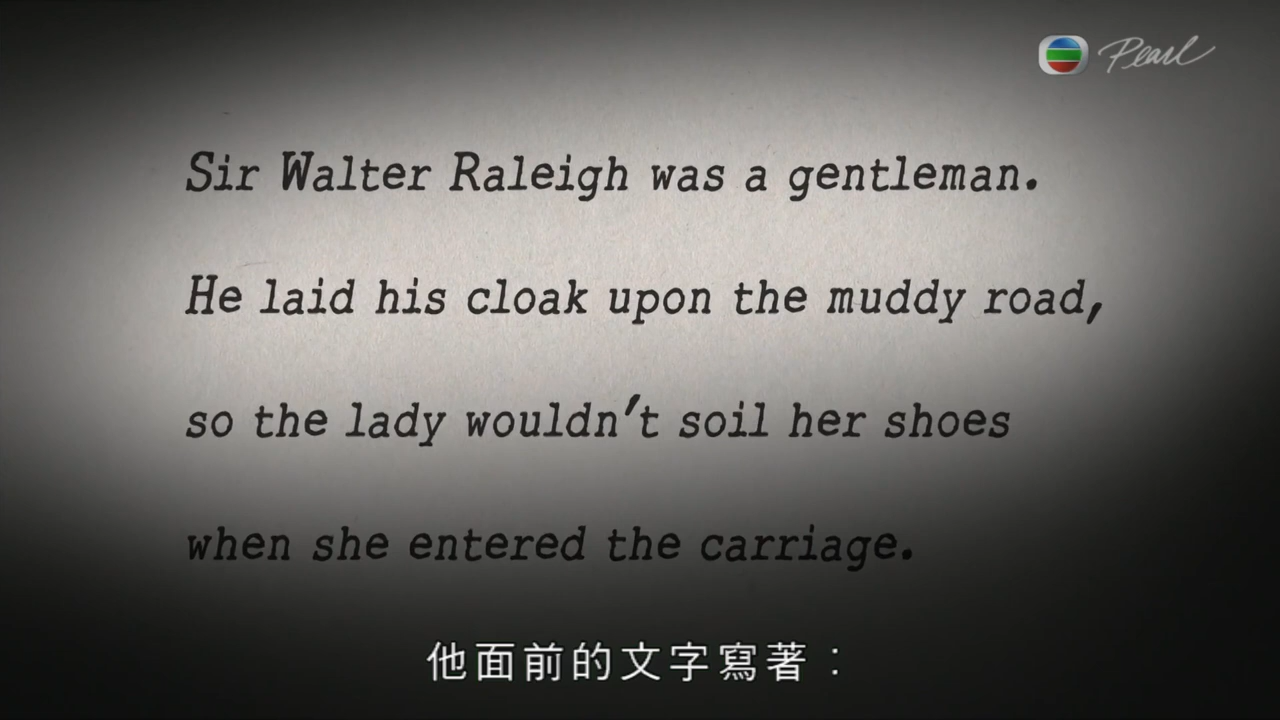 Pearl
Sir Walter Raleigh was a gentleman.
He laid his cloak upon the muddy road,
so the lady wouldn't soil her shoes
when she entered the carriage.
他面前的文字寫著：